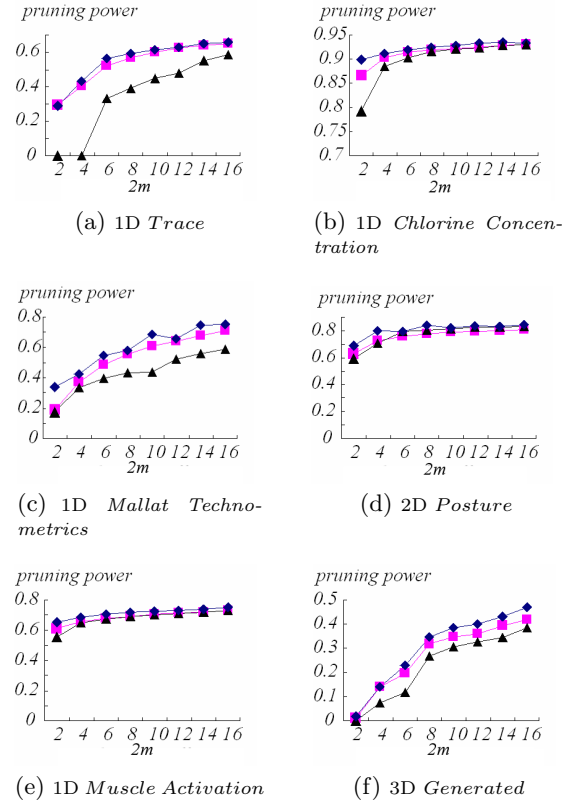 pruning power
0.6
0.4
0.2
0
2 4 6 8 10 12 14 16
2m
(a) 1D Trace
0.95
0.9
0.85
0.8
0.75
0.7
2 4 6 8 10 12 14 16
2m
(b) 1D Chlorine Concen-
tration
pruning power
0.8
0.6
0.4
0.2
0
2 4 6 8 10 12 14 16
2m
(c) 1D Mallat Techno-
metrics
pruning power
0.8
0.6
0.4
0.2
0
2 4 6 8 10 12 14 16
2m
(d) 2D Posture
pruning power
0.8
0.6
0.4
0.2
0
2 4 6 8 10 12 14 16
2m
(e) 1D Muscle Activation
pruning power
0.5
0.4
0.3
0.2
0.1
0
2 4 6 8 10 12 14 16
2m
(f) 3D Generated